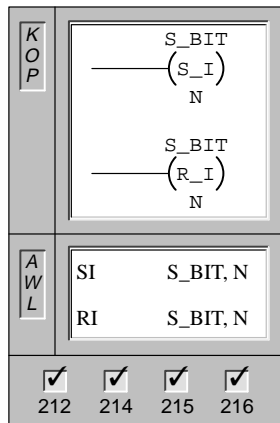 K
O
P
S_BIT
S_I
N
S_BIT
R_I
N
A
W
L
SI S_BIT, N
RI S_BIT, N
212 214 215 216